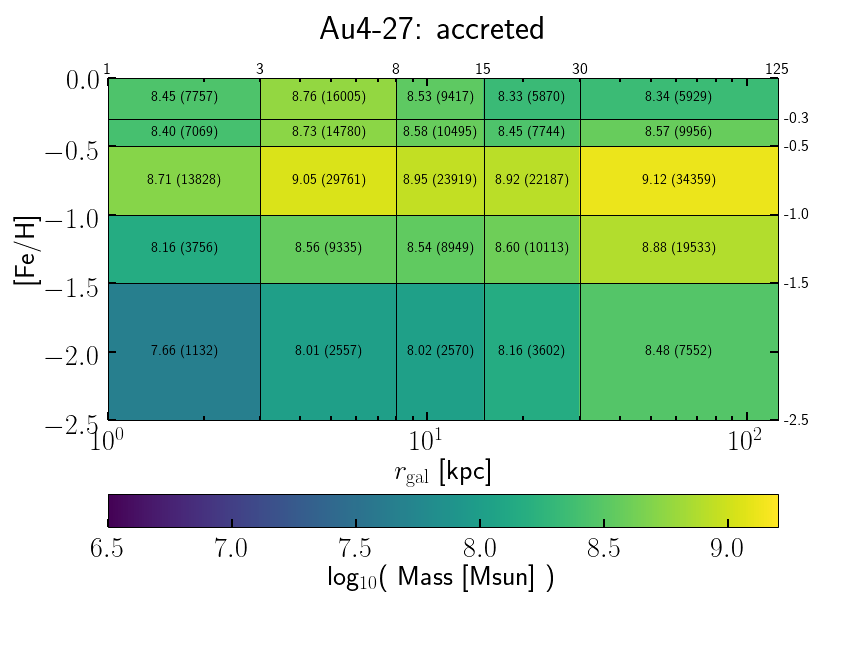 Au4-27: accreted
1 3 8 15 30 125
0.0
8.45 (7757) 8.76 (16005) 8.53 (9417) 8.33 (5870) 8.34 (5929)
-0.3
8.40 (7069) 8.73 (14780) 8.58 (10495) 8.45 (7744) 8.57 (9956)
−0.5 -0.5
8.71 (13828) 9.05 (29761) 8.95 (23919) 8.92 (22187) 9.12 (34359)
−1.0 -1.0
[Fe/H]
8.16 (3756) 8.56 (9335) 8.54 (8949) 8.60 (10113) 8.88 (19533)
−1.5 -1.5
7.66 (1132) 8.01 (2557) 8.02 (2570) 8.16 (3602) 8.48 (7552)
−2.0
−2.5 -2.5
10⁰ 10¹ 10²
r_gal [kpc]
6.5 7.0 7.5 8.0 8.5 9.0
log₁₀( Mass [Msun] )